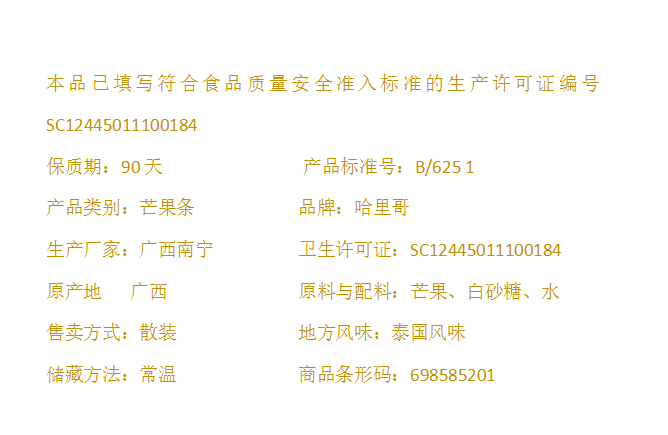 本品已填写符合食品质量安全准入标准的生产许可证编号
SC12445011100184
保质期：90 天 产品标准号：B/625 1
产品类别：芒果条 品牌：哈里哥
生产厂家：广西南宁 卫生许可证：SC12445011100184
原产地 广西 原料与配料：芒果、白砂糖、水
售卖方式：散装 地方风味：泰国风味
储藏方法：常温 商品条形码：698585201